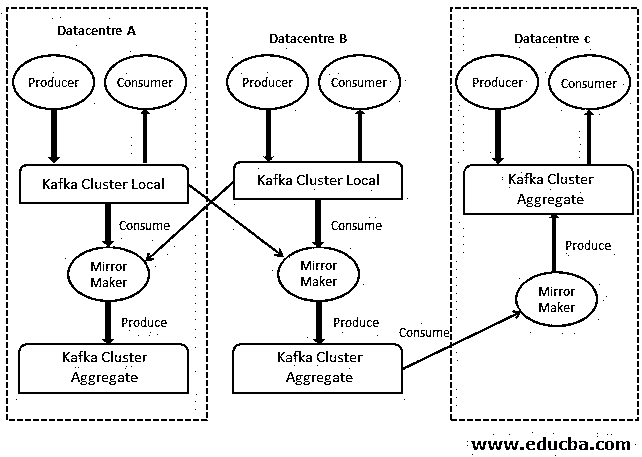 Datacentre A
Datacentre B
Datacentre c
Producer
Consumer
Producer
Consumer
Producer
Consumer
Kafka Cluster Local
Kafka Cluster Local
Kafka Cluster
Aggregate
Consume
Consume
Mirror
Maker
Mirror
Maker
Produce
Mirror
Maker
Produce
Produce
Consume
Kafka Cluster
Aggregate
Kafka Cluster
Aggregate
www.educba.com